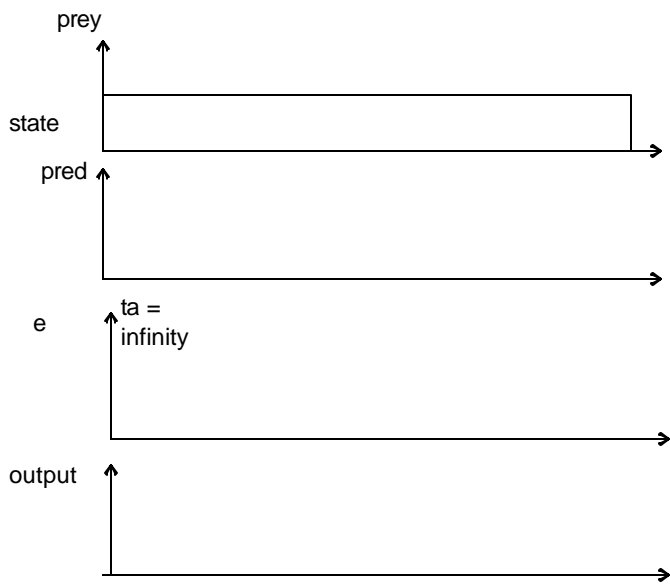 prey
state
pred
ta =
infinity
e
output